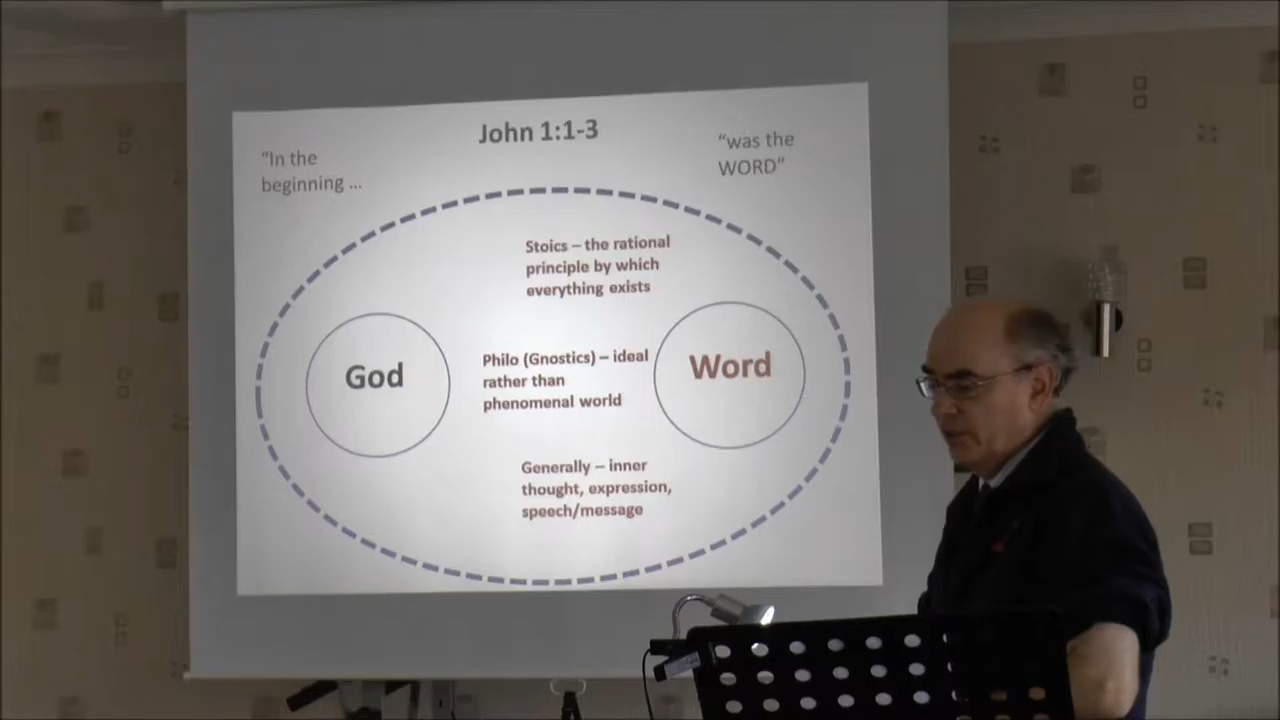 John 1:1-3
“In the
beginning ...
“was the
WORD”
Stoics – the rational
principle by which
everything exists
God
Philo (Gnostics) – ideal
rather than
phenomenal world
Word
Generally – inner
thought, expression,
speech/message